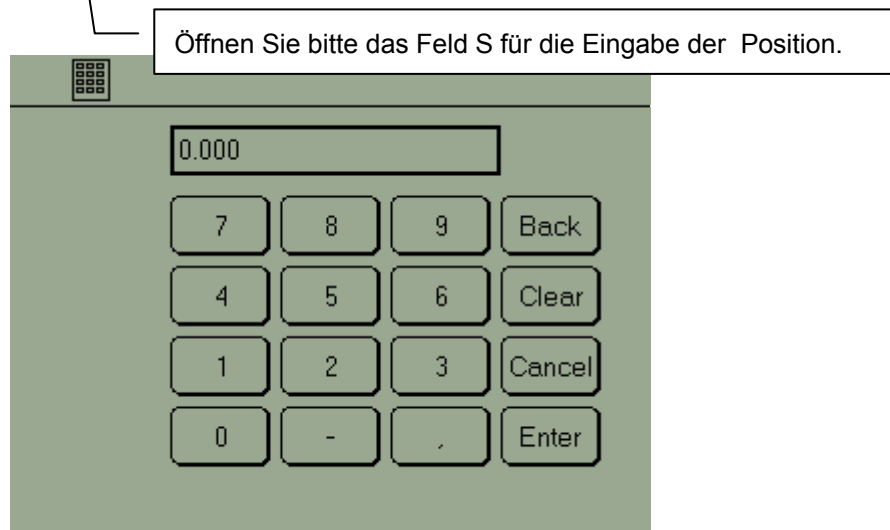 Öffnen Sie bitte das Feld S für die Eingabe der Position.
0.000
7 8 9 Back
4 5 6 Clear
1 2 3 Cancel
0 - , Enter